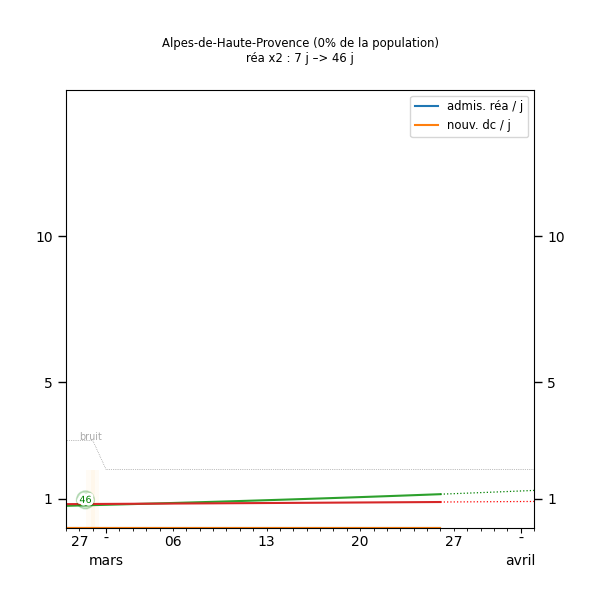 Alpes-de-Haute-Provence (0% de la population)
réa x2 : 7 j –> 46 j
admis. réa / j
nouv. dc / j
10 10
5 5
bruit
46
1 1
27 - 06 13 20 27 -
mars avril